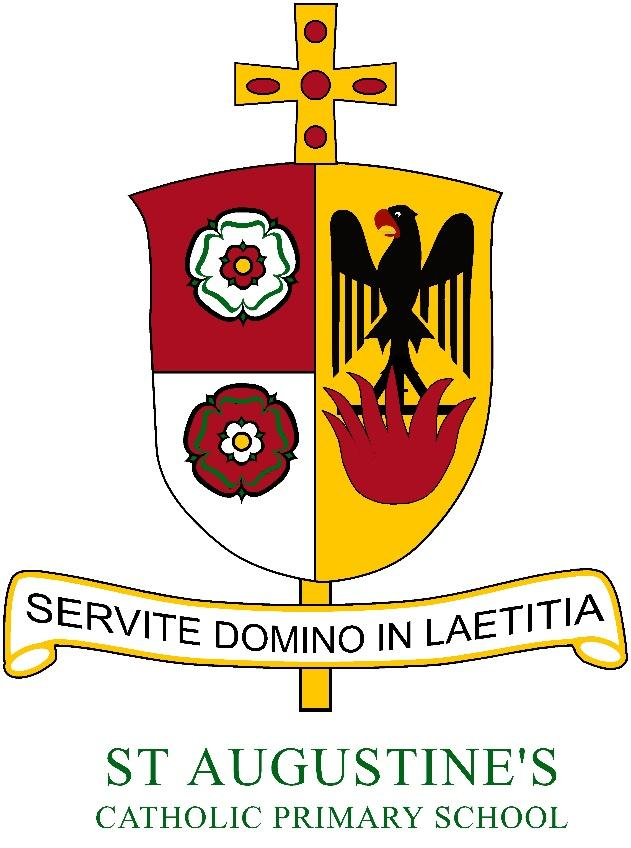 SERVITE DOMINO IN LAETITIA
ST AUGUSTINE'S
CATHOLIC PRIMARY SCHOOL